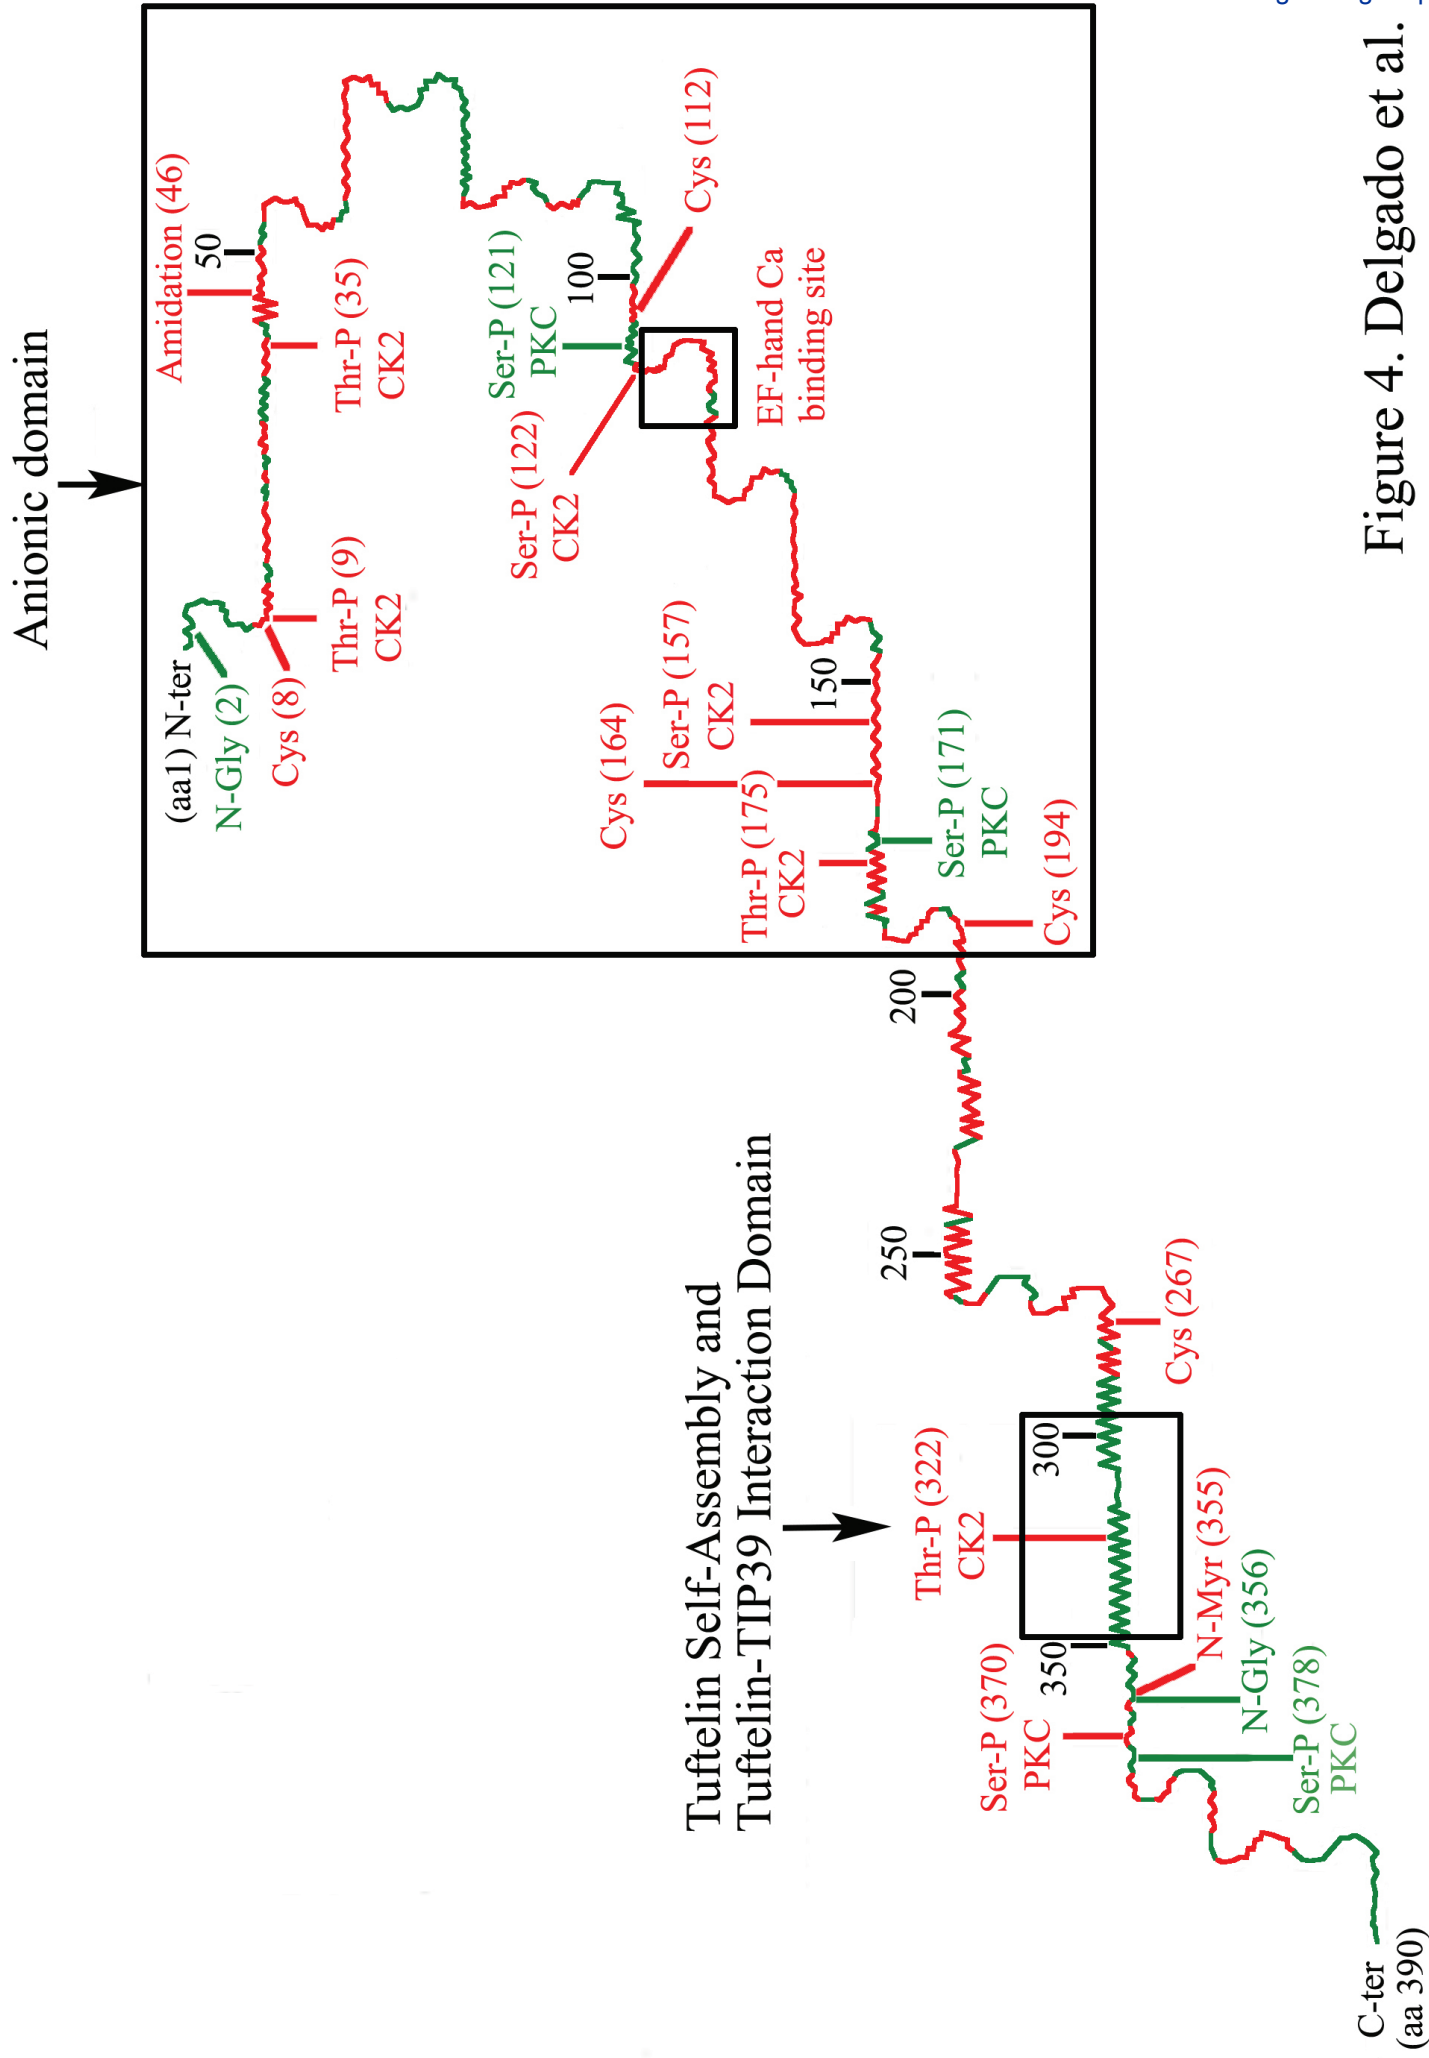 Anionic domain
(aa1) N-ter
N-Gly (2)
Cys (8)
Thr-P (9)
CK2
Thr-P (35)
CK2
Amidation (46)
50
100
Cys (112)
Ser-P (121)
PKC
Ser-P (122)
CK2
EF-hand Ca
binding site
150
Ser-P (157)
CK2
Cys (164)
Ser-P (171)
PKC
Thr-P (175)
CK2
Cys (194)
200
250
Cys (267)
Tuftelin Self-Assembly and
Tuftelin-TIP39 Interaction Domain
300
Thr-P (322)
CK2
350
N-Myr (355)
N-Gly (356)
Ser-P (370)
PKC
Ser-P (378)
PKC
C-ter
(aa 390)
Figure 4. Delgado et al.